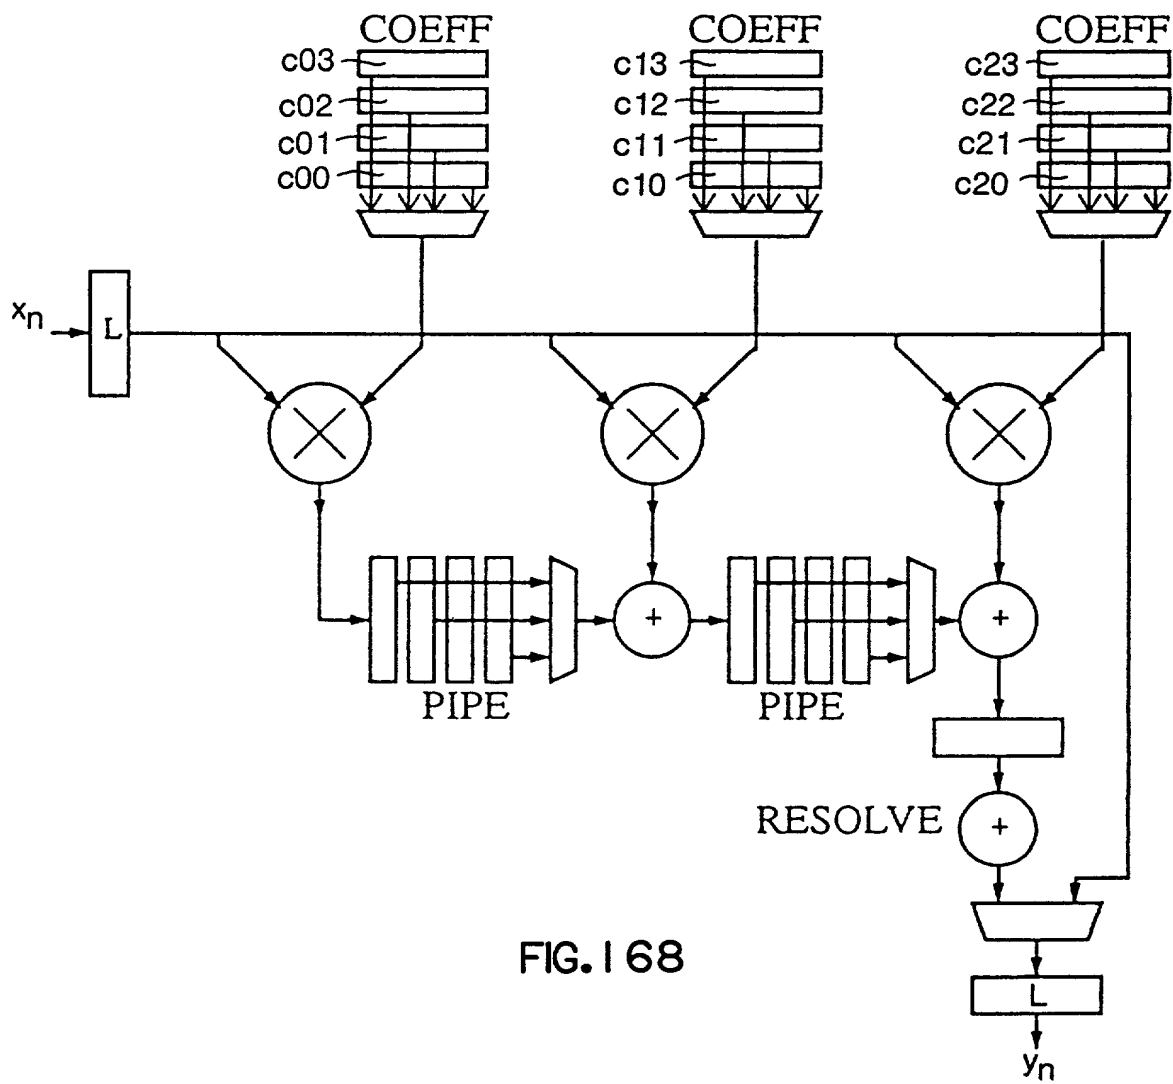 COEFF COEFF COEFF
c03 c13 c23
c02 c12 c22
c01 c11 c21
c00 c10 c20
xn
L
+ +
PIPE PIPE
RESOLVE +
FIG.168
L
yn